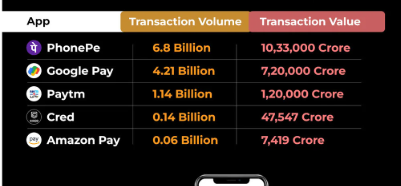 App Transaction Volume Transaction Value
PhonePe 6.8 Billion 10,33,000 Crore
Google Pay 4.21 Billion 7,20,000 Crore
Paytm 1.14 Billion 1,20,000 Crore
Cred 0.14 Billion 47,547 Crore
pay Amazon Pay 0.06 Billion 7,419 Crore